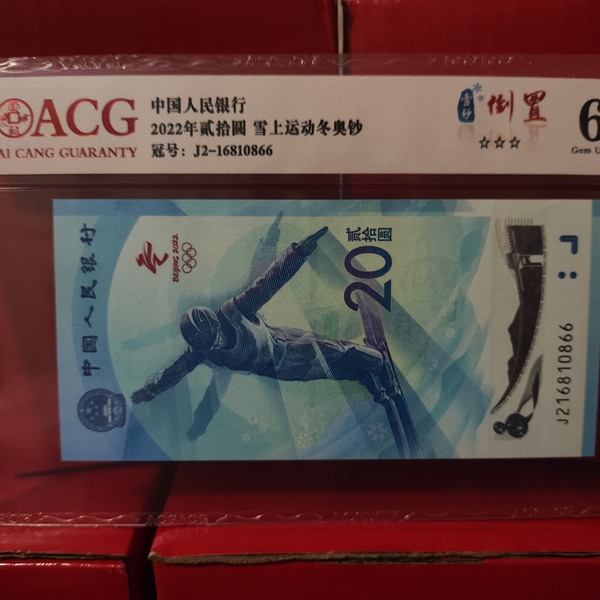 ACG
AI CANG GUARANTY
中国人民银行
2022年贰拾圆 雪上运动冬奥钞
冠号：J2-16810866
雪钞
倒置
☆☆☆
6
Gem U
中国人民银行
BEIJING 2022
贰拾圆
20
J216810866